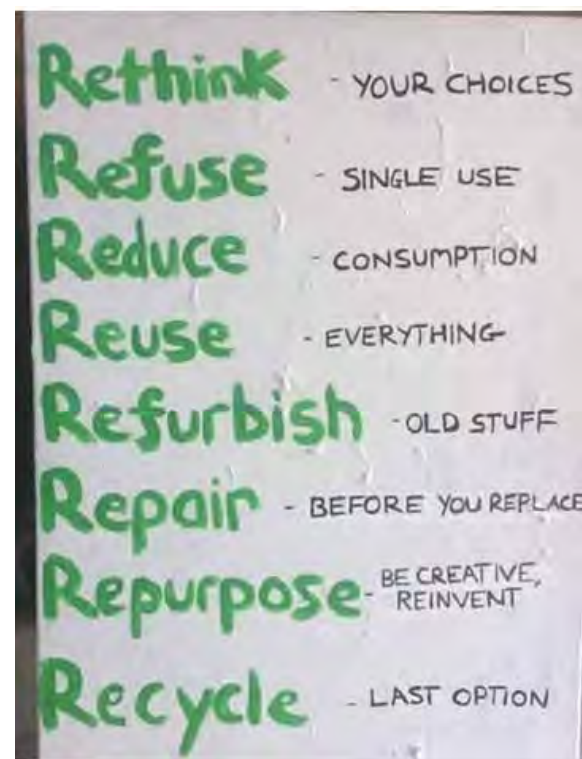 Rethink - YOUR CHOICES
Refuse - SINGLE USE
Reduce - CONSUMPTION
Reuse - EVERYTHING
Refurbish - OLD STUFF
Repair - BEFORE YOU REPLACE
Repurpose - BE CREATIVE,
REINVENT
Recycle - LAST OPTION